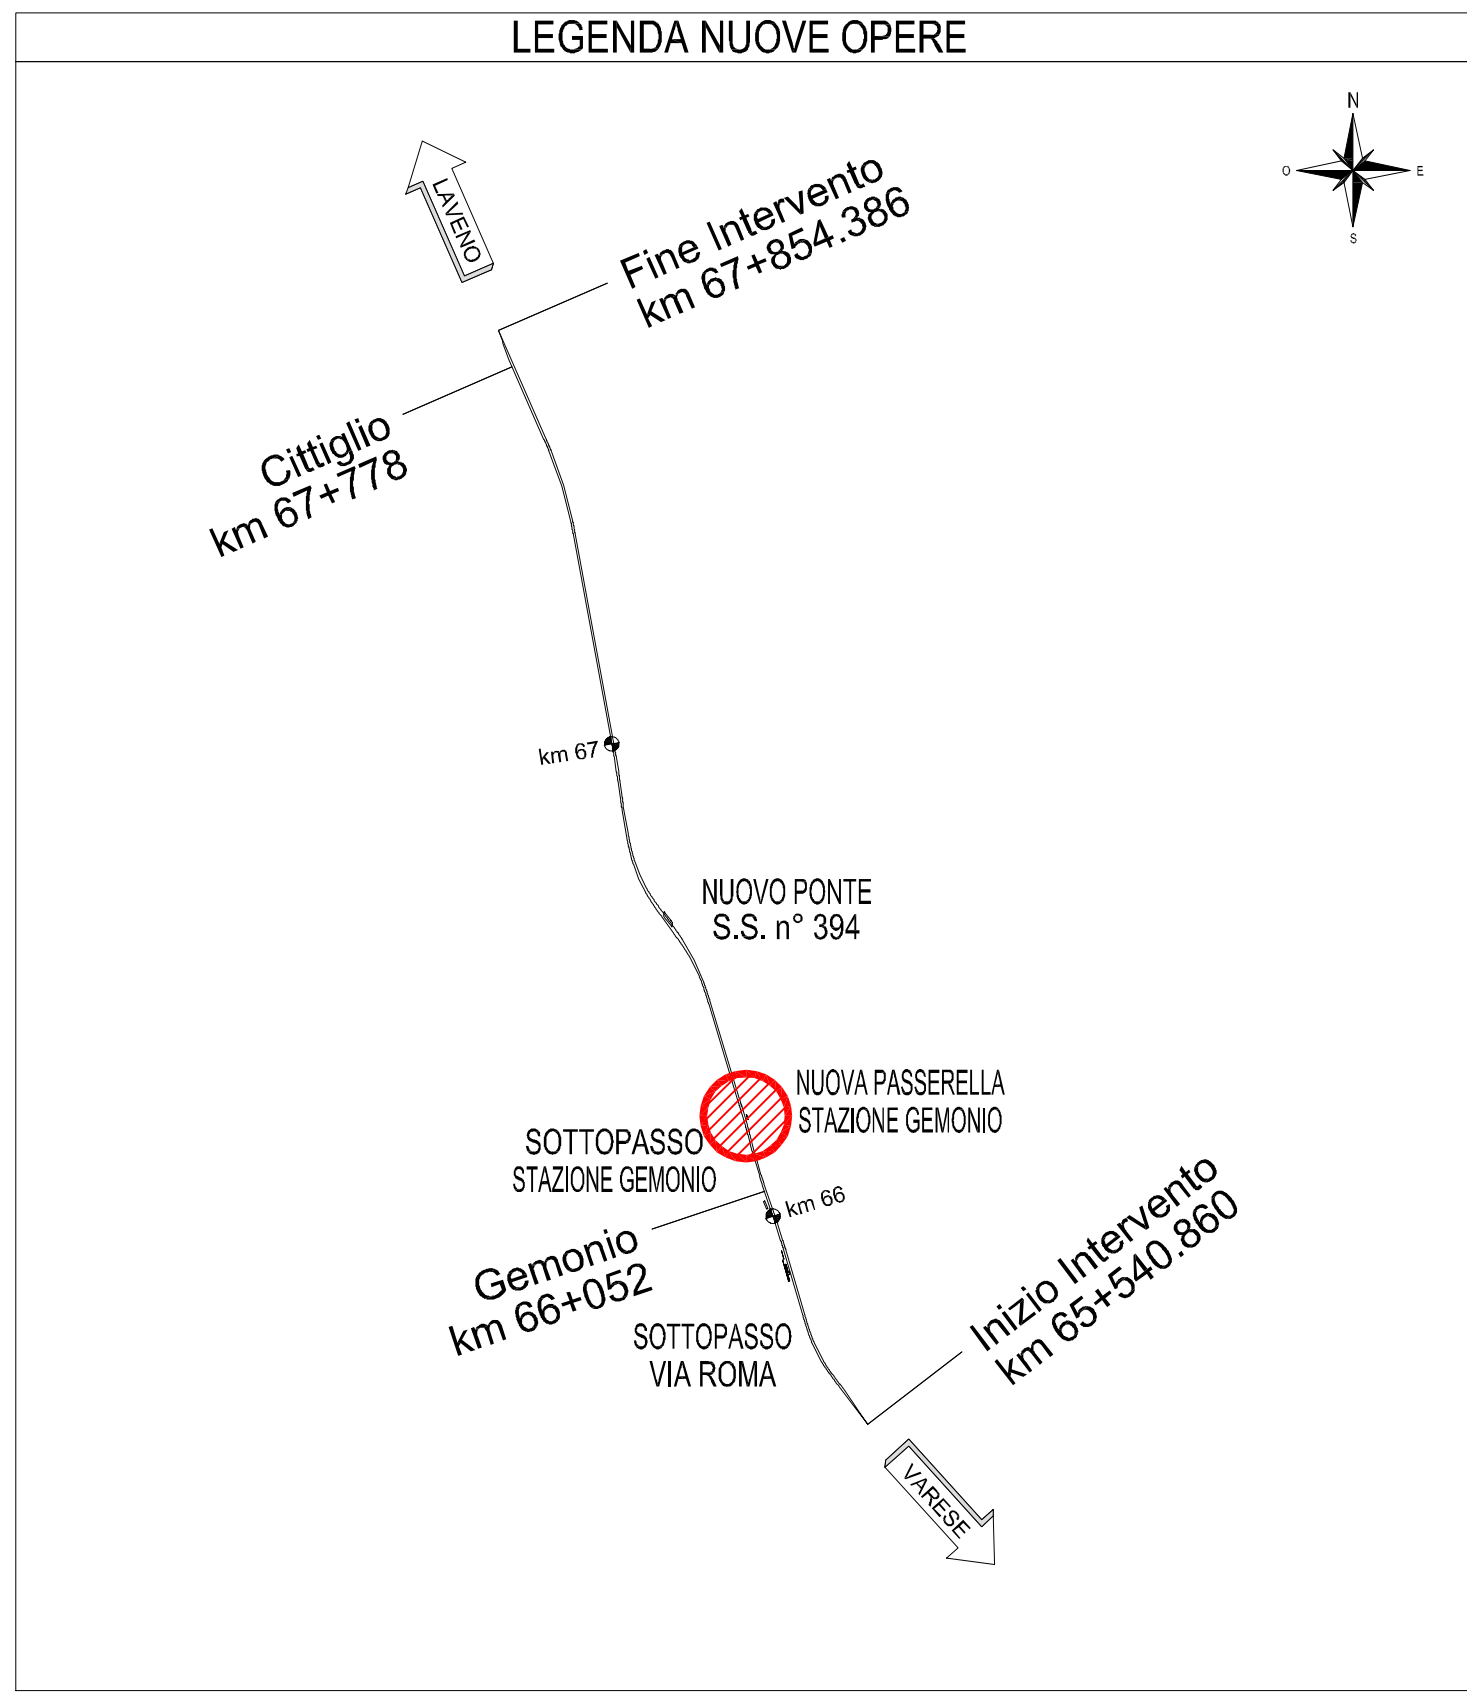 LEGENDA NUOVE OPERE
N
O
E
S
LAVENO
Fine Intervento
km 67+854.386
Cittiglio
km 67+778
km 67
NUOVO PONTE
S.S. n° 394
NUOVA PASSERELLA
STAZIONE GEMONIO
SOTTOPASSO
STAZIONE GEMONIO
km 66
Gemonio
km 66+052
Inizio Intervento
km 65+540.860
SOTTOPASSO
VIA ROMA
VARESE